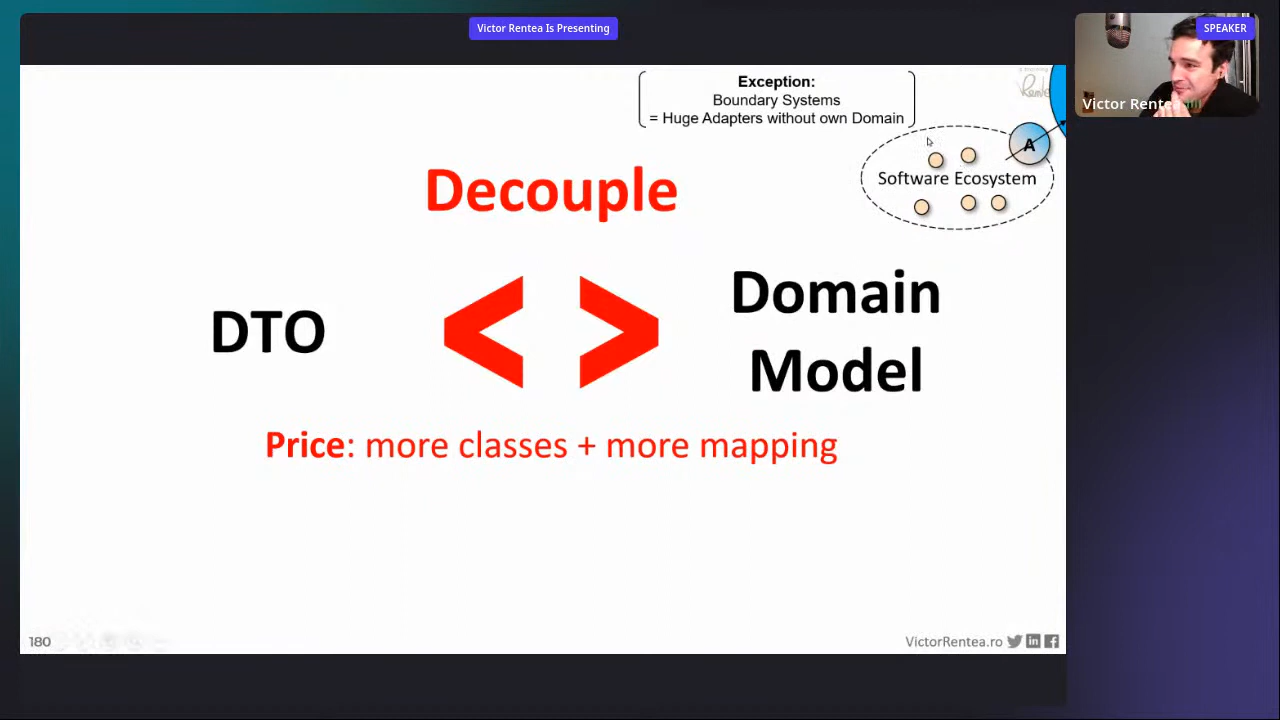 Victor Rentea Is Presenting
SPEAKER
Victor Rentea
Exception:
Boundary Systems
= Huge Adapters without own Domain
A
Software Ecosystem
Decouple
DTO
< >
Domain
Model
Price: more classes + more mapping
180
VictorRentea.ro